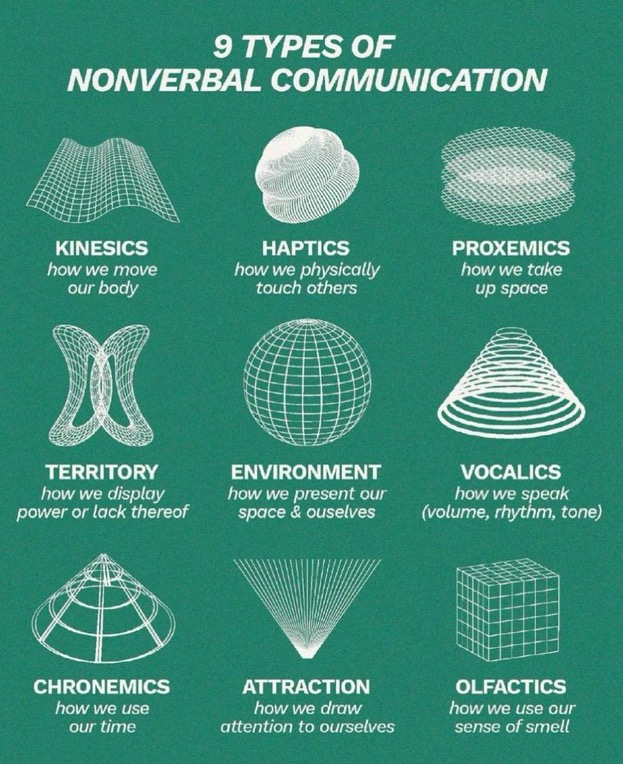 9 TYPES OF
NONVERBAL COMMUNICATION
KINESICS
how we move
our body
HAPTICS
how we physically
touch others
PROXEMICS
how we take
up space
TERRITORY
how we display
power or lack thereof
ENVIRONMENT
how we present our
space & ouselves
VOCALICS
how we speak
(volume, rhythm, tone)
CHRONEMICS
how we use
our time
ATTRACTION
how we draw
attention to ourselves
OLFACTICS
how we use our
sense of smell